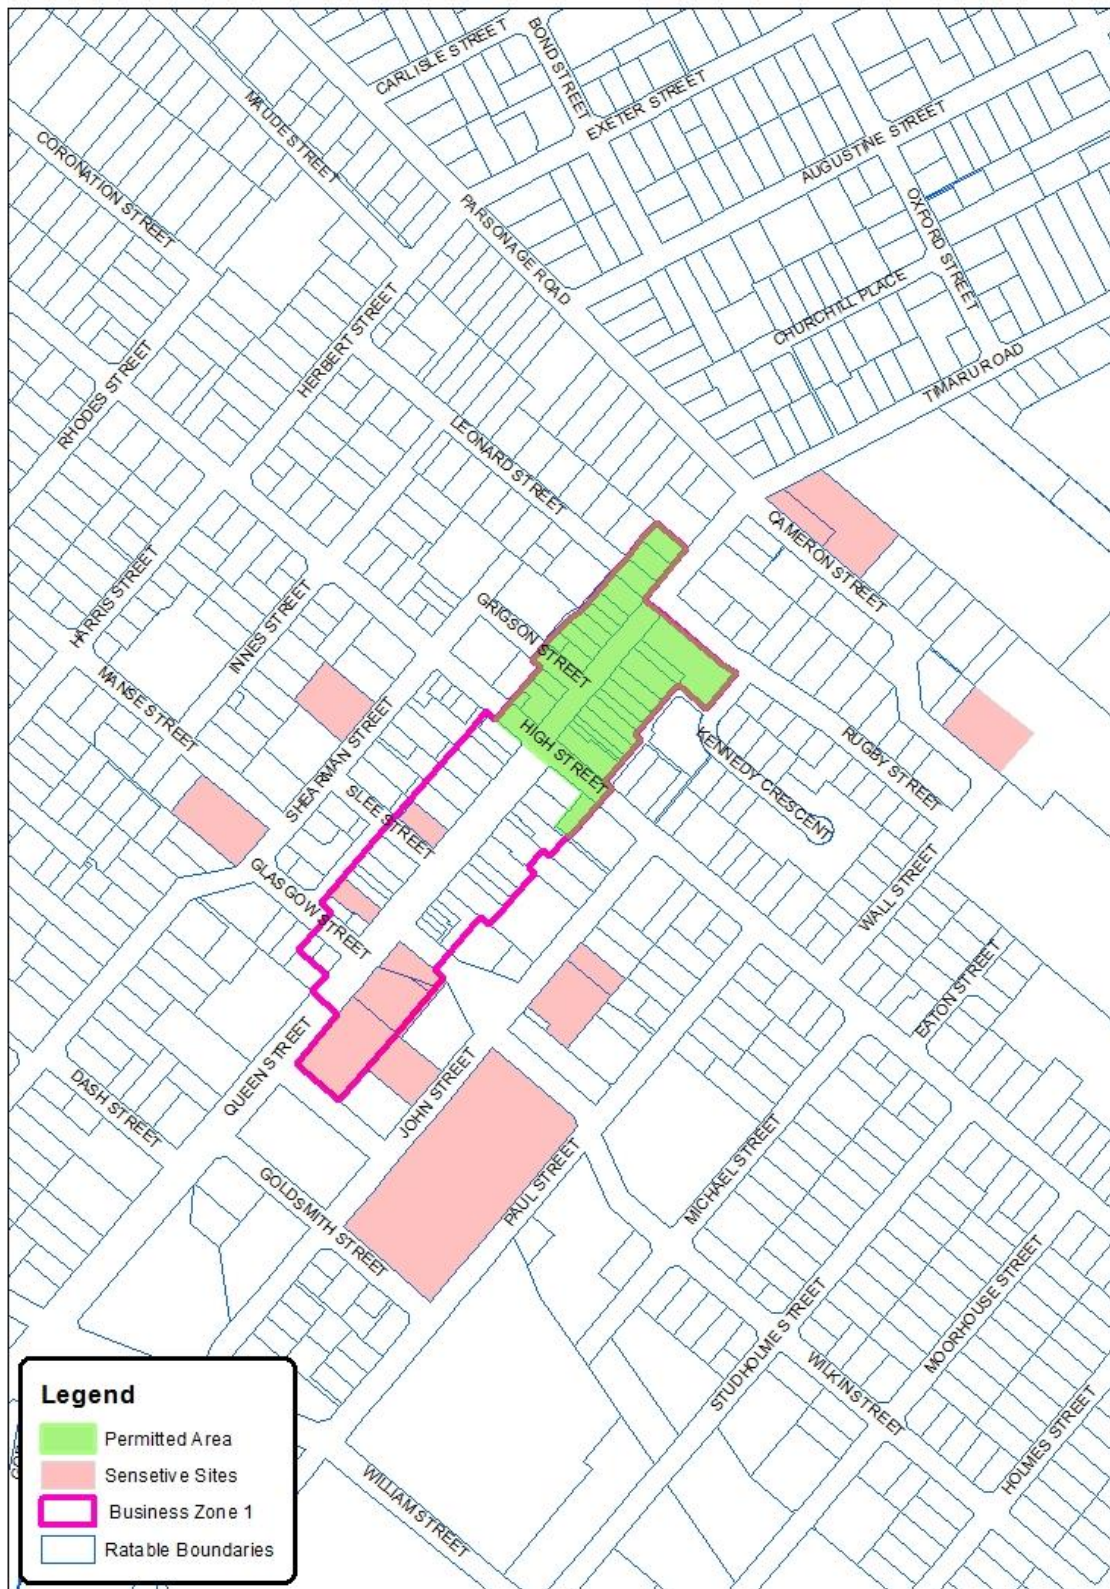 CARLISLE STREET
BOND STREET
EXETER STREET
MAUDE STREET
AUGUSTINE STREET
CORONATION STREET
PARSONAGE ROAD
OXFORD STREET
CHURCHILL PLACE
HERBERT STREET
RHODES STREET
TIMARU ROAD
LEONARD STREET
CAMERON STREET
HARRIS STREET
INNES STREET
GRIGSON STREET
MANSE STREET
SHEARMAN STREET
HIGH STREET
KENNEDY CRESCENT
RUGBY STREET
SLEE STREET
GLASGOW STREET
WALL STREET
EATON STREET
QUEEN STREET
DASH STREET
JOHN STREET
GOLDSMITH STREET
PAUL STREET
MICHAEL STREET
STUDHOLME STREET
MOORHOUSE STREET
WILKIN STREET
HOLMES STREET
WILLIAM STREET
Legend
Permitted Area
Sensetive Sites
Business Zone 1
Ratable Boundaries